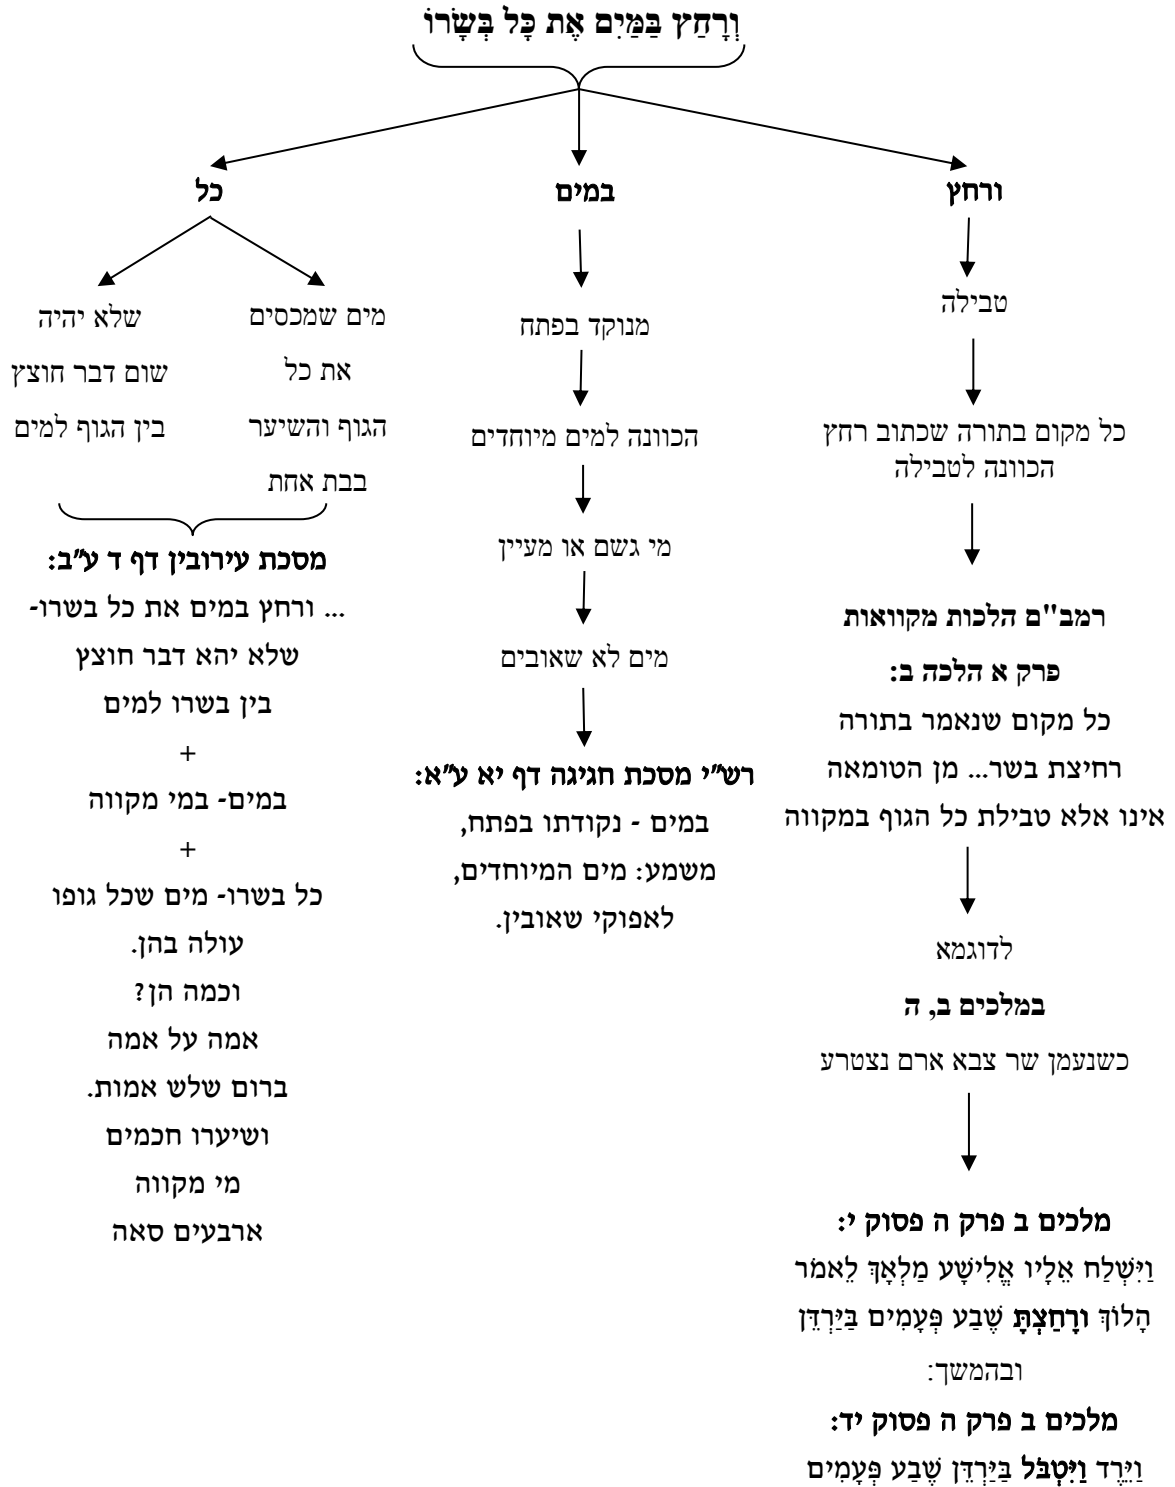 וְרָחַץ בַּמַּיִם אֶת כָּל בְּשָׂרוֹ
ורחץ
טבילה
כל מקום בתורה שכתוב רחץ
הכוונה לטבילה
רמב"ם הלכות מקוואות
פרק א הלכה ב:
כל מקום שנאמר בתורה
רחיצת בשר... מן הטומאה
אינו אלא טבילת כל הגוף במקווה
לדוגמא
במלכים ב, ה
כשנעמן שר צבא ארם נצטרע
מלכים ב פרק ה פסוק י:
וַיִּשְׁלַח אֵלָיו אֱלִישָׁע מַלְאָךְ לֵאמֹר
הָלוֹךְ וְרָחַצְתָּ שֶׁבַע פְּעָמִים בַּיַּרְדֵּן
ובהמשך:
מלכים ב פרק ה פסוק יד:
וַיֵּרֶד וַיִּטְבֹּל בַּיַּרְדֵּן שֶׁבַע פְּעָמִים
במים
מנוקד בפתח
הכוונה למים מיוחדים
מי גשם או מעיין
מים לא שאובים
רש"י מסכת חגיגה דף יא ע"א:
במים - נקודתו בפתח,
משמע: מים המיוחדים,
לאפוקי שאובין.
כל
מים שמכסים
את כל
הגוף והשיער
בבת אחת
שלא יהיה
שום דבר חוצץ
בין הגוף למים
מסכת עירובין דף ד ע"ב:
... ורחץ במים את כל בשרו-
שלא יהא דבר חוצץ
בין בשרו למים
+
במים- במי מקווה
+
כל בשרו- מים שכל גופו
עולה בהן.
וכמה הן?
אמה על אמה
ברום שלש אמות.
ושיערו חכמים
מי מקווה
ארבעים סאה